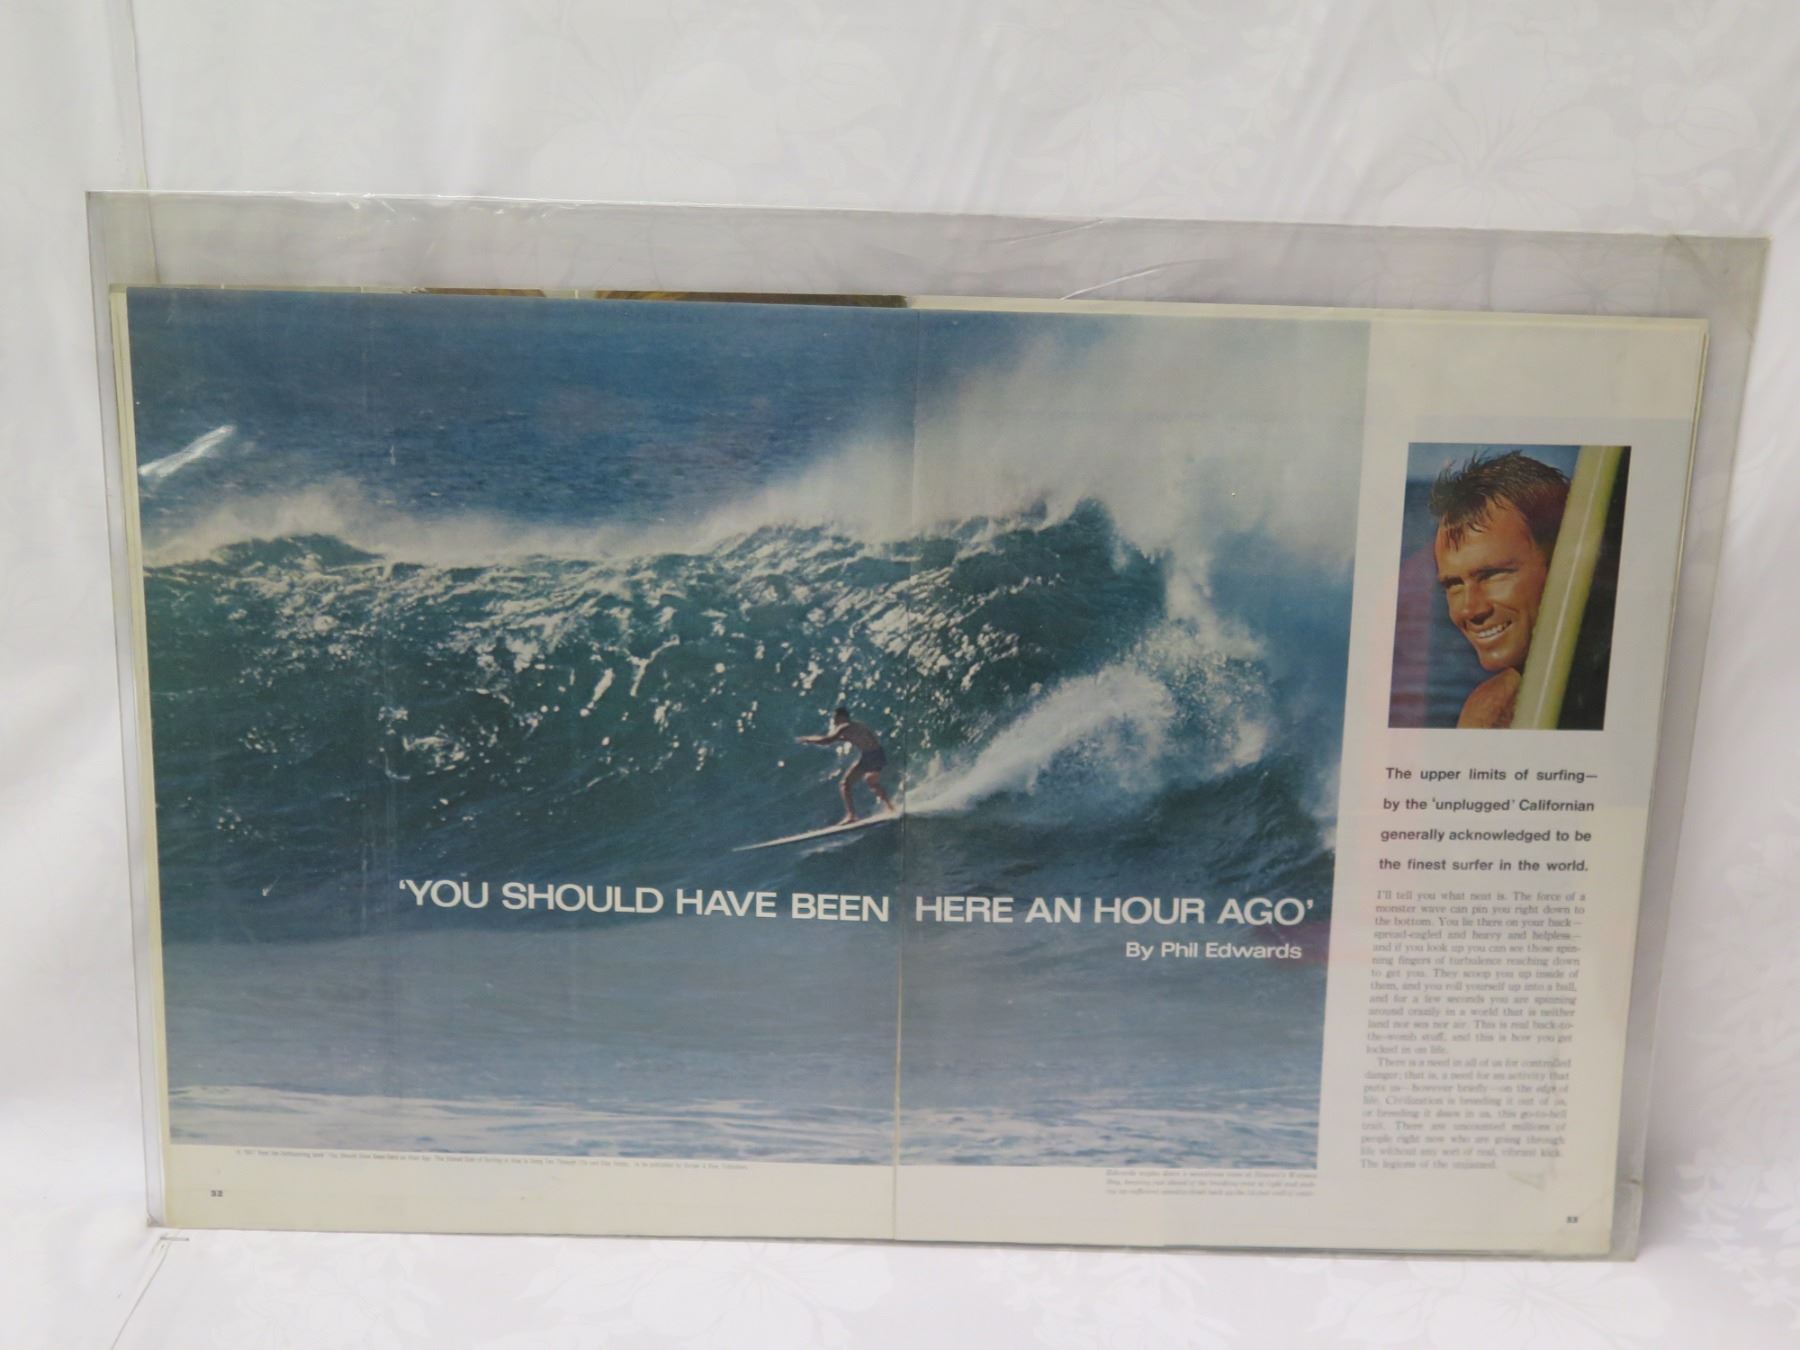 'YOU SHOULD HAVE BEEN HERE AN HOUR AGO'
By Phil Edwards
The upper limits of surfing—
by the 'unplugged' Californian
generally acknowledged to be
the finest surfer in the world.
I'll tell you what neat is. The force of a
monster wave can pin you right down to
the bottom. You lie there on your back—
spread-eagled and heavy and helpless—
and if you look up you can see those spin-
ning fingers of turbulence reaching down
to get you. They scoop you up inside of
them, and you roll yourself up into a ball,
and for a few seconds you are spinning
around crazily in a world that is neither
land nor sea nor air. This is real back-to-
the-womb stuff, and this is how you get
locked in on life.
There is a need in all of us for controlled
danger; that is, a need for an activity that
puts us—however briefly—on the edge of
life. Civilization is breeding it out of us,
or breeding it down in us, this go-to-hell
trait. There are uncounted millions of
people right now who are going through
life without any sort of real, vibrant kick.
The legions of the unjazzed.
52
53